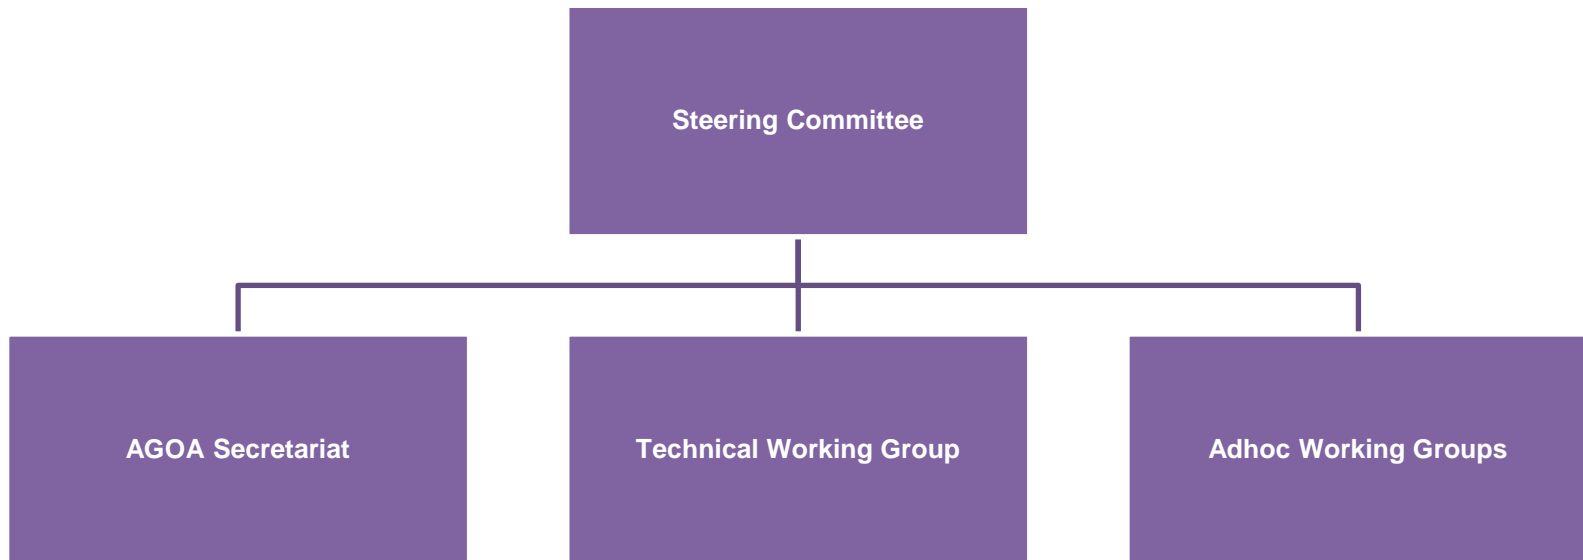 Steering Committee
AGOA Secretariat
Technical Working Group
Adhoc Working Groups